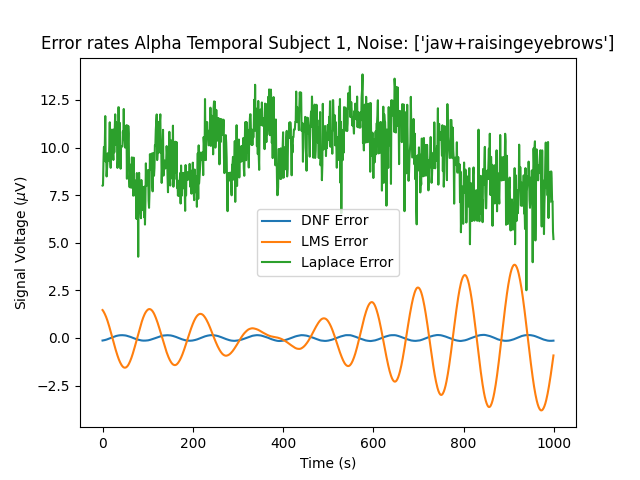 Error rates Alpha Temporal Subject 1, Noise: ['jaw+raisingeyebrows']
Signal Voltage (μV)
12.5
10.0
7.5
5.0
2.5
0.0
−2.5
DNF Error
LMS Error
Laplace Error
0 200 400 600 800 1000
Time (s)